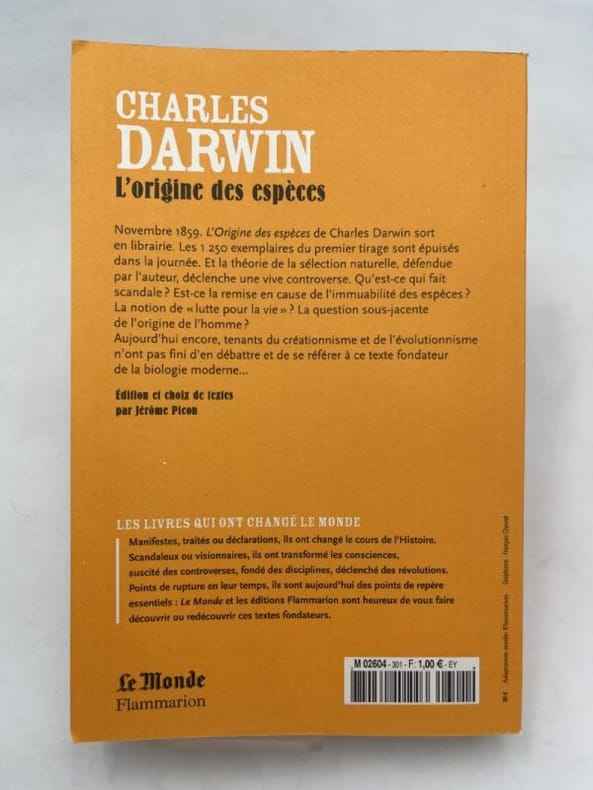 CHARLES
DARWIN
L'origine des espèces
Novembre 1859. L'Origine des espèces de Charles Darwin sort
en librairie. Les 1 250 exemplaires du premier tirage sont épuisés
dans la journée. Et la théorie de la sélection naturelle, défendue
par l'auteur, déclenche une vive controverse. Qu'est-ce qui fait
scandale ? Est-ce la remise en cause de l'immuabilité des espèces ?
La notion de « lutte pour la vie » ? La question sous-jacente
de l'origine de l'homme ?
Aujourd'hui encore, tenants du créationnisme et de l'évolutionnisme
n'ont pas fini d'en débattre et de se référer à ce texte fondateur
de la biologie moderne...
Édition et choix de textes
par Jérôme Picon
LES LIVRES QUI ONT CHANGÉ LE MONDE
Manifestes, traités ou déclarations, ils ont changé le cours de l'Histoire.
Scandaleux ou visionnaires, ils ont transformé les consciences,
suscité des controverses, fondé des disciplines, déclenché des révolutions.
Points de rupture en leur temps, ils sont aujourd'hui des points de repère
essentiels : Le Monde et les éditions Flammarion sont heureux de vous faire
découvrir ou redécouvrir ces textes fondateurs.
Le Monde
Flammarion
M 02604 - 301 - F: 1,00 € - EY
Adaptation studio Flammarion Graphisme : François Chevret